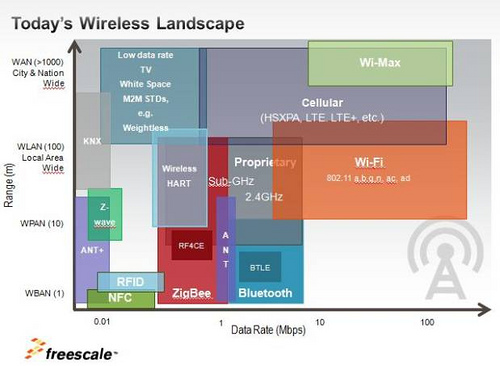 Today's Wireless Landscape
WAN (>1000)
City & Nation
Wide
Low data rate
TV
White Space
M2M STDs,
e.g.
Weightless
Wi-Max
Cellular
(HSXPA, LTE, LTE+, etc.)
KNX
WLAN (100)
Local Area
Wide
Range (m)
Wireless
HART
Proprietary
Sub-GHz
2.4GHz
Wi-Fi
802.11 a,b,g,n, ac, ad
Z-
wave
WPAN (10)
ANT+
RF4CE
A
N
T
BTLE
RFID
NFC
ZigBee
Bluetooth
WBAN (1)
0.01
1
10
100
Data Rate (Mbps)
freescale™